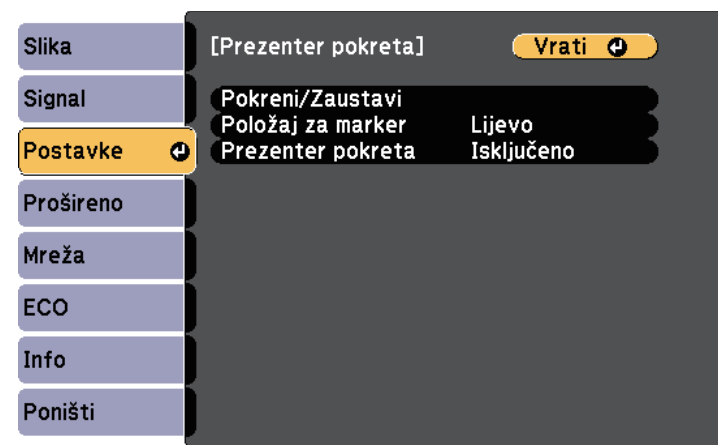 Slika
Signal
Postavke
Prošireno
Mreža
ECO
Info
Poništi
[Prezenter pokreta] Vrati
Pokreni/Zaustavi
Položaj za marker Lijevo
Prezenter pokreta Isključeno